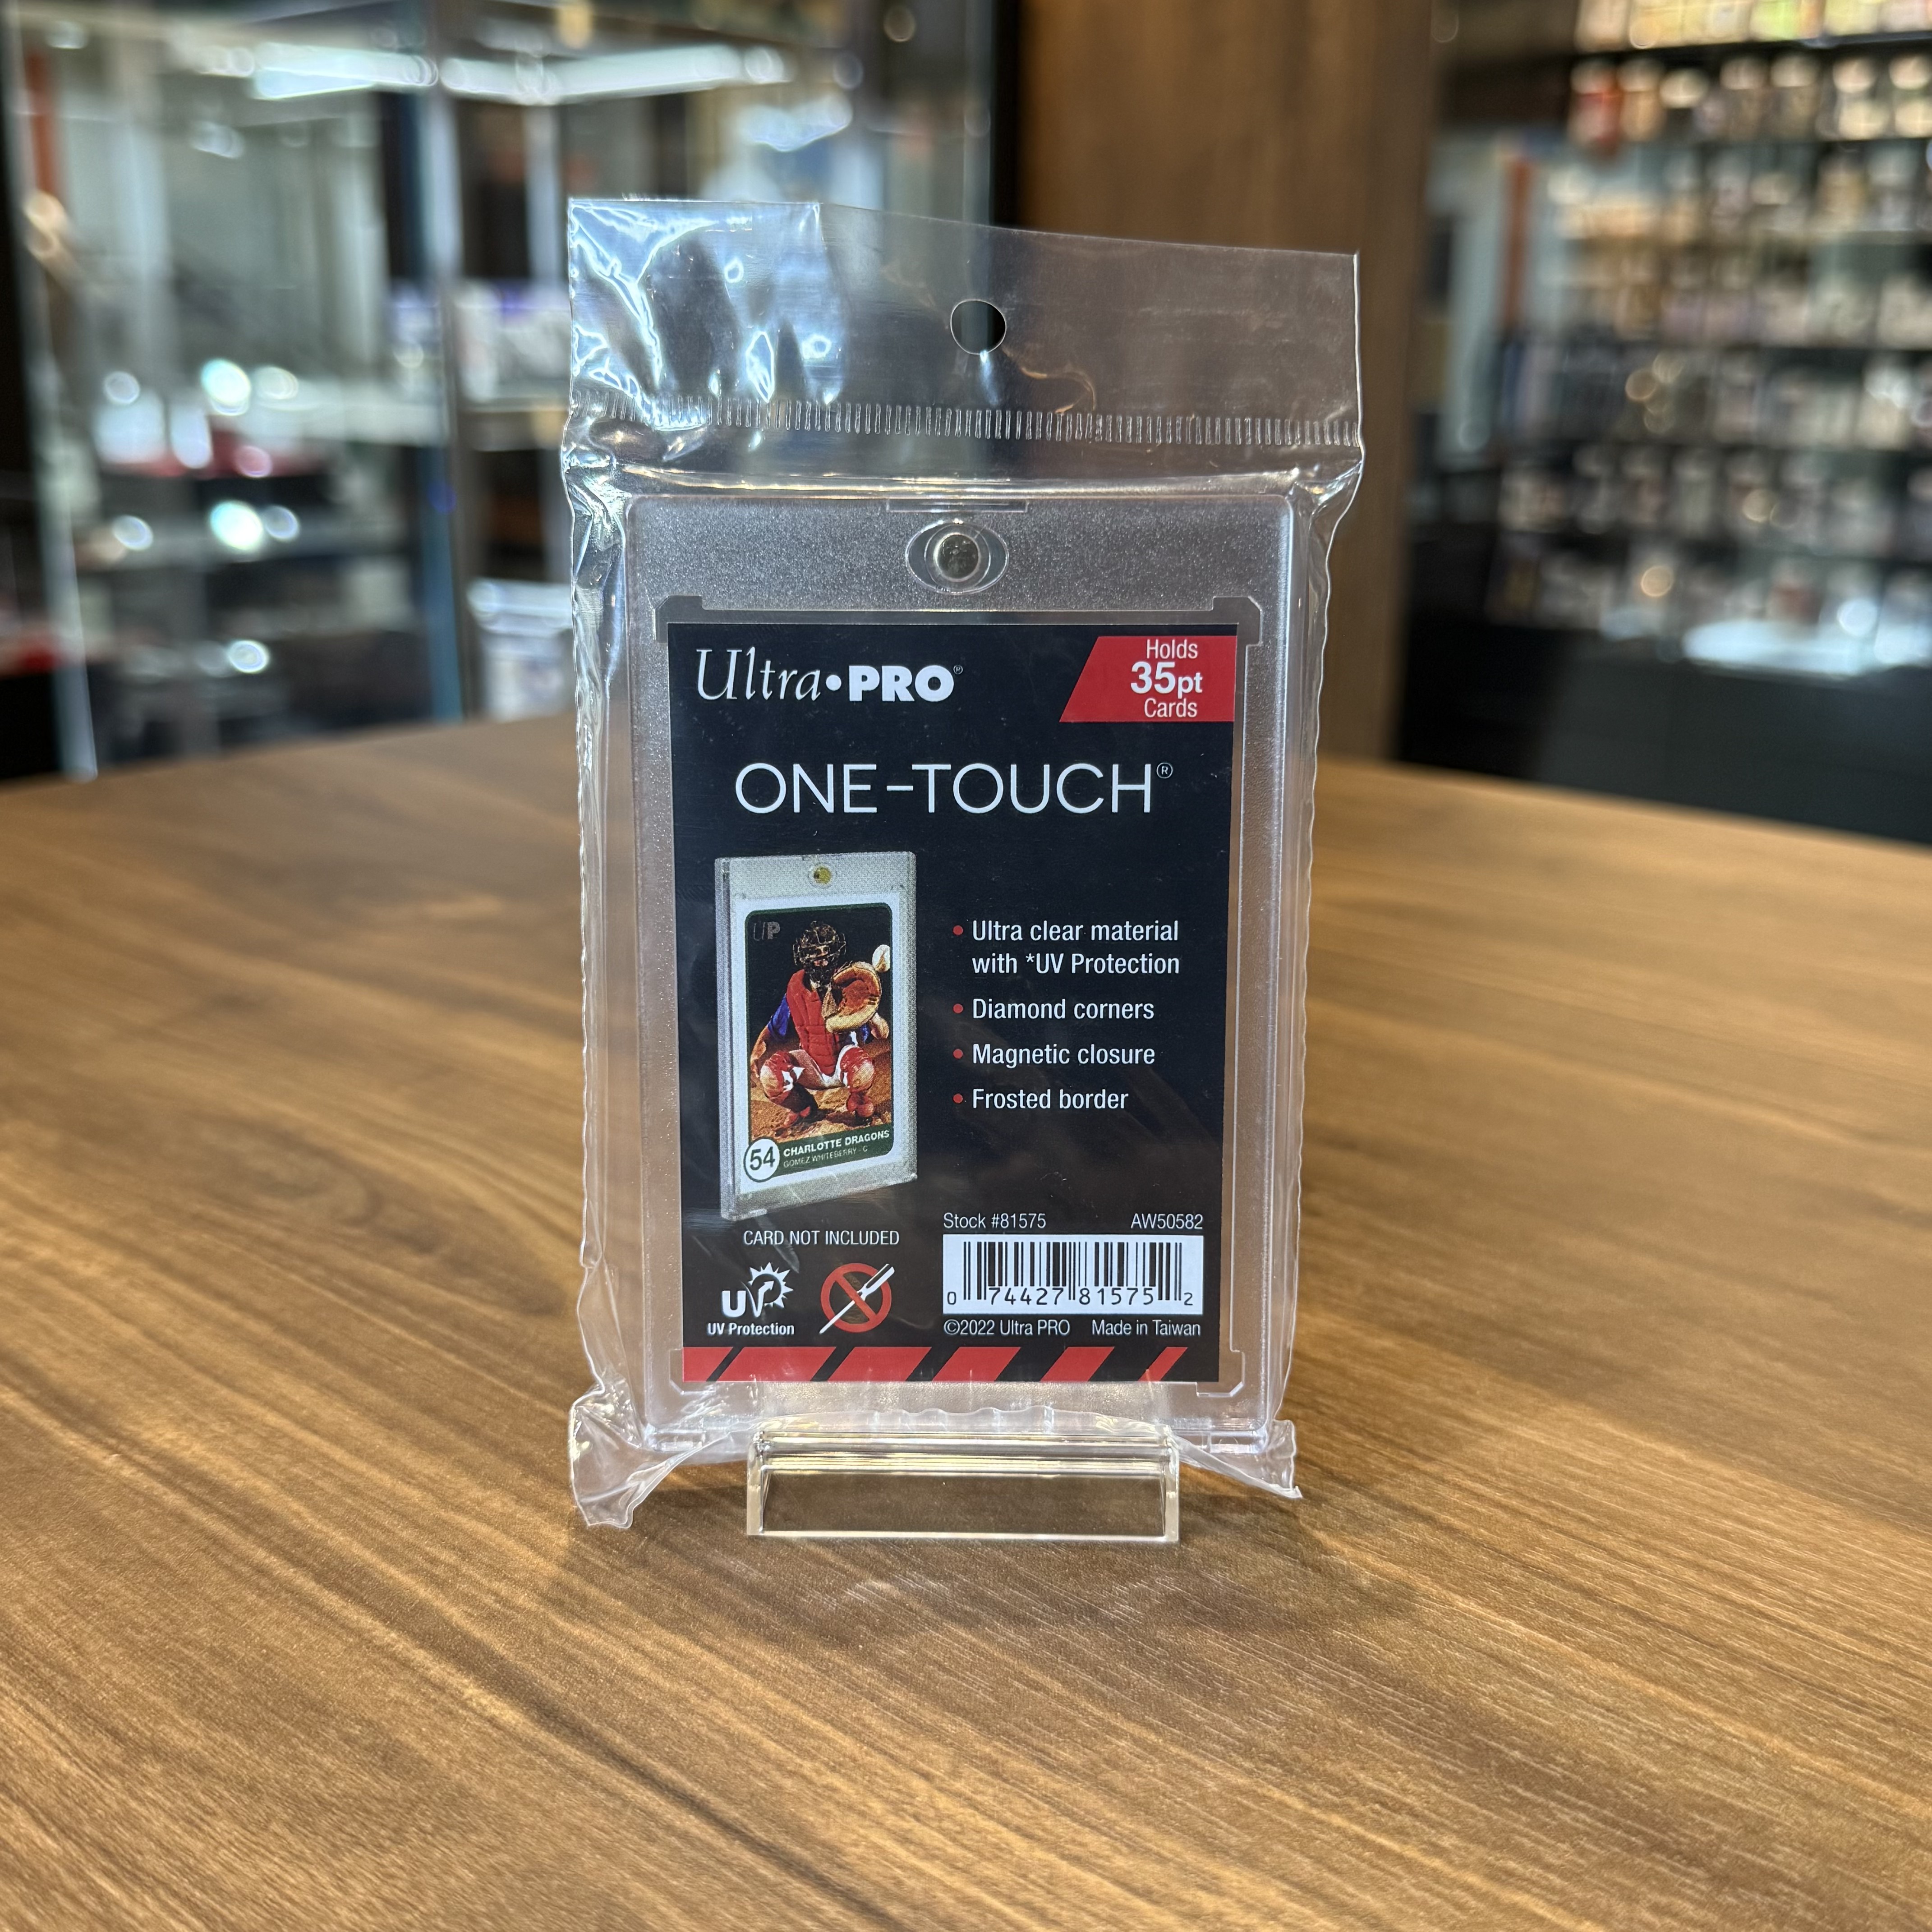 Ultra•PRO®
Holds
35pt
Cards
ONE-TOUCH®
UP
54
CHARLOTTE DRAGONS
GOMEZ WHITEBERRY - C
• Ultra clear material
with *UV Protection
• Diamond corners
• Magnetic closure
• Frosted border
CARD NOT INCLUDED
UV
UV Protection
Stock #81575 AW50582
0 74427 81575 2
©2022 Ultra PRO Made in Taiwan